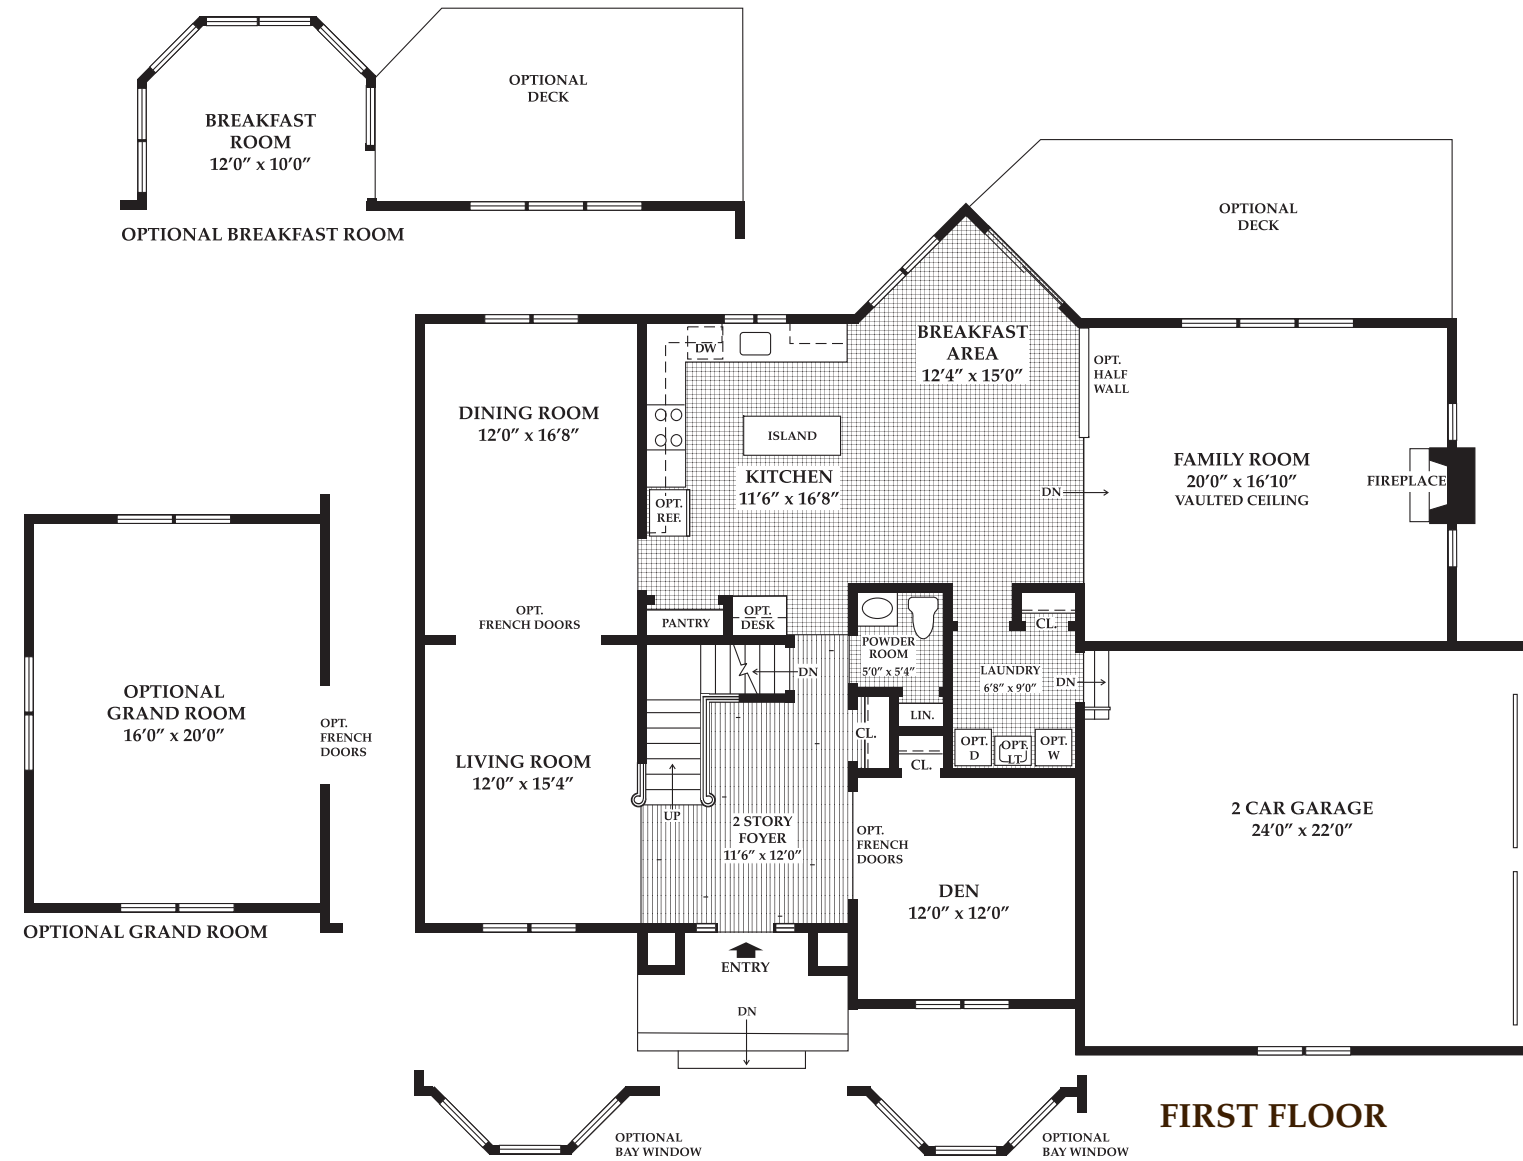 OPTIONAL
DECK
BREAKFAST
ROOM
12’0” x 10’0”
OPTIONAL BREAKFAST ROOM
OPTIONAL
DECK
BREAKFAST
AREA
12’4” x 15’0”
OPT.
HALF
WALL
DW
DINING ROOM
12’0” x 16’8”
ISLAND
KITCHEN
11’6” x 16’8”
OPT.
REF.
DN
FAMILY ROOM
20’0” x 16’10”
VAULTED CEILING
FIREPLACE
OPT.
FRENCH DOORS
PANTRY
OPT.
DESK
POWDER
ROOM
5’0” x 5’4”
CL.
LAUNDRY
6’8” x 9’0”
DN
DN
OPTIONAL
GRAND ROOM
16’0” x 20’0”
OPT.
FRENCH
DOORS
OPTIONAL GRAND ROOM
LIN.
CL.
CL.
OPT.
D
OPT.
LT.
OPT.
W
LIVING ROOM
12’0” x 15’4”
UP
2 STORY
FOYER
11’6” x 12’0”
OPT.
FRENCH
DOORS
2 CAR GARAGE
24’0” x 22’0”
DEN
12’0” x 12’0”
ENTRY
DN
OPTIONAL
BAY WINDOW
OPTIONAL
BAY WINDOW
FIRST FLOOR